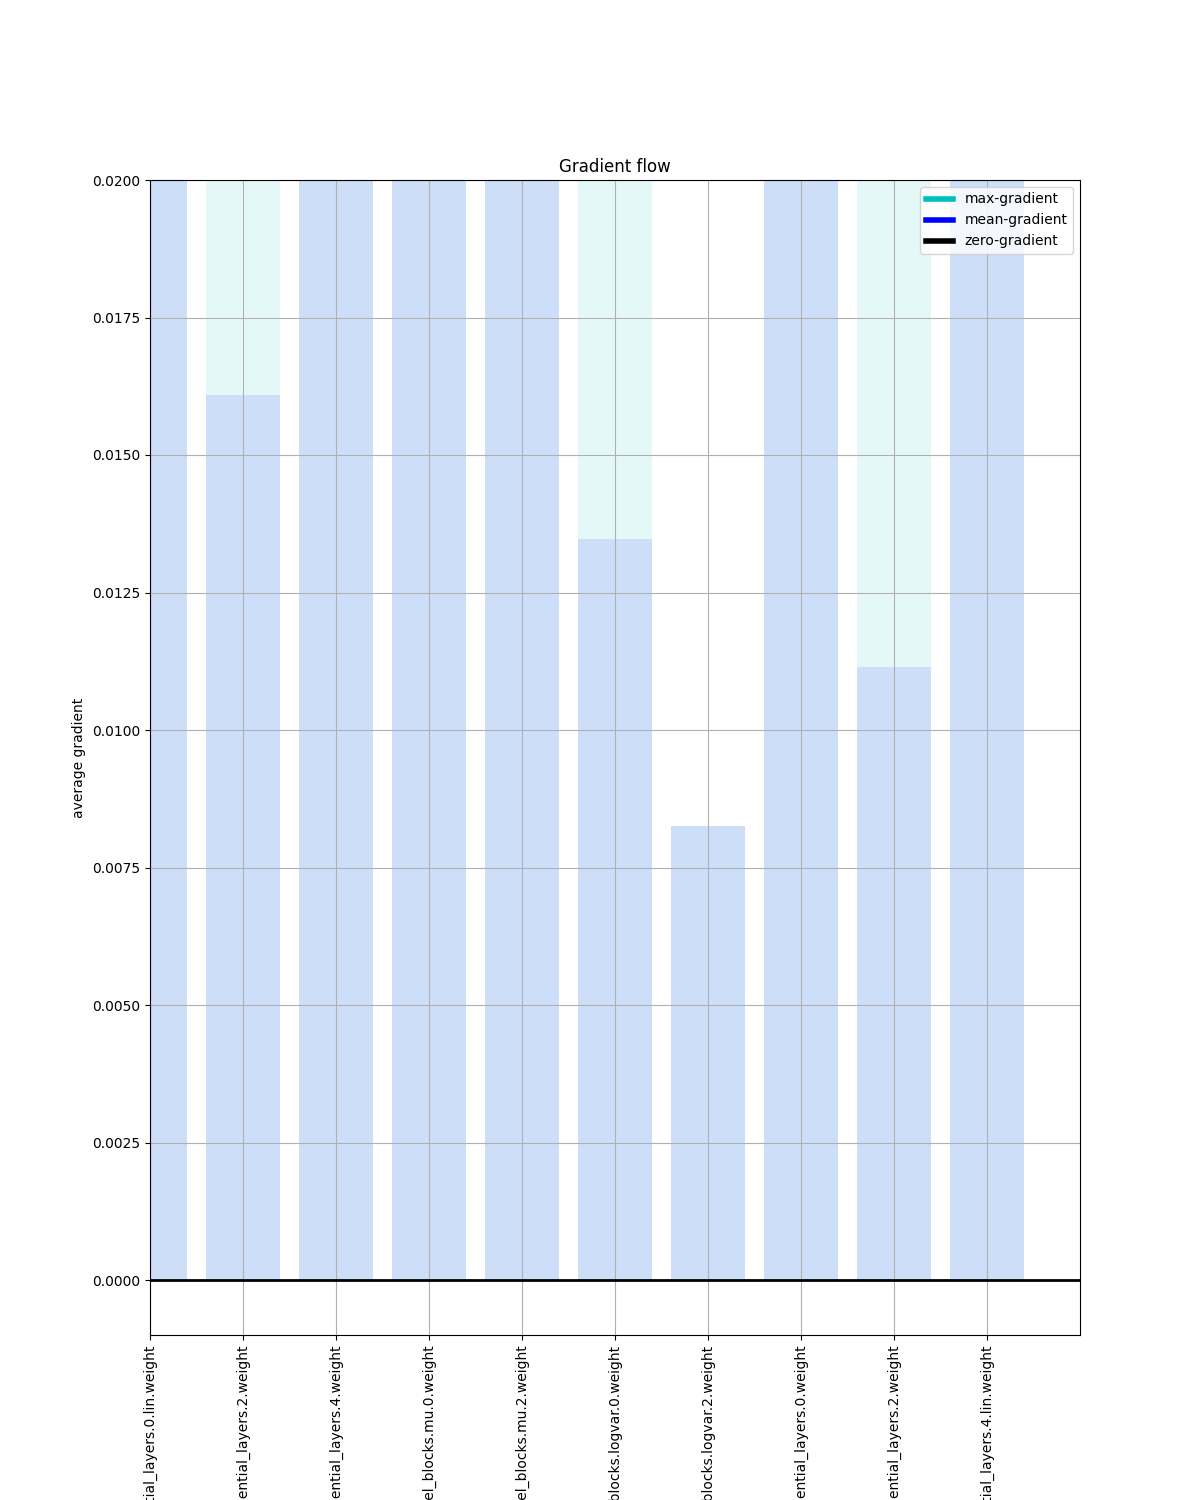 Gradient flow
max-gradient
mean-gradient
zero-gradient
0.0200
0.0175
0.0150
0.0125
0.0100
0.0075
0.0050
0.0025
0.0000
average gradient
tial_layers.0.lin.weight
ential_layers.2.weight
ential_layers.4.weight
el_blocks.mu.0.weight
el_blocks.mu.2.weight
blocks.logvar.0.weight
blocks.logvar.2.weight
ential_layers.0.weight
ential_layers.2.weight
tial_layers.4.lin.weight